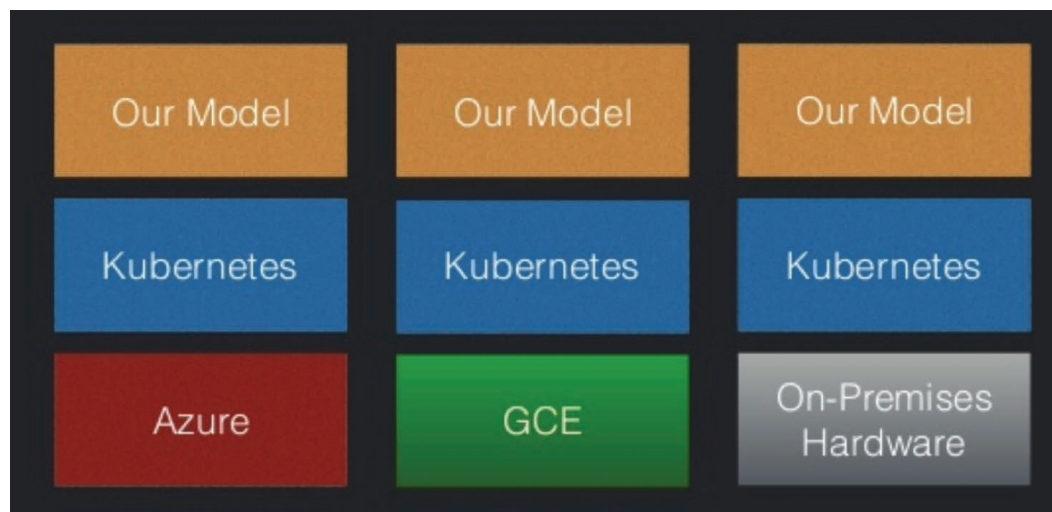 Our Model
Our Model
Our Model
Kubernetes
Kubernetes
Kubernetes
Azure
GCE
On-Premises
Hardware